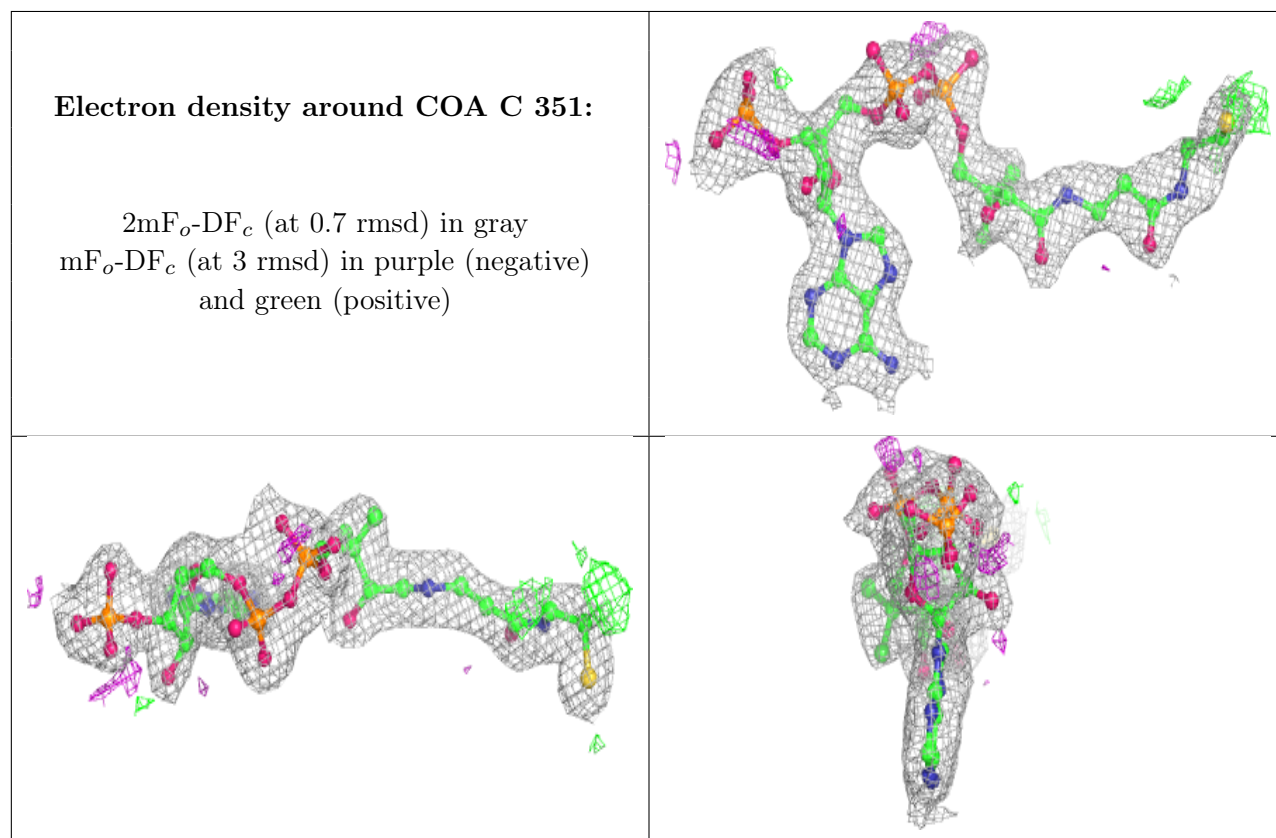 Electron density around COA C 351:
2mFₒ-DF𝒸 (at 0.7 rmsd) in gray
mFₒ-DF𝒸 (at 3 rmsd) in purple (negative)
and green (positive)